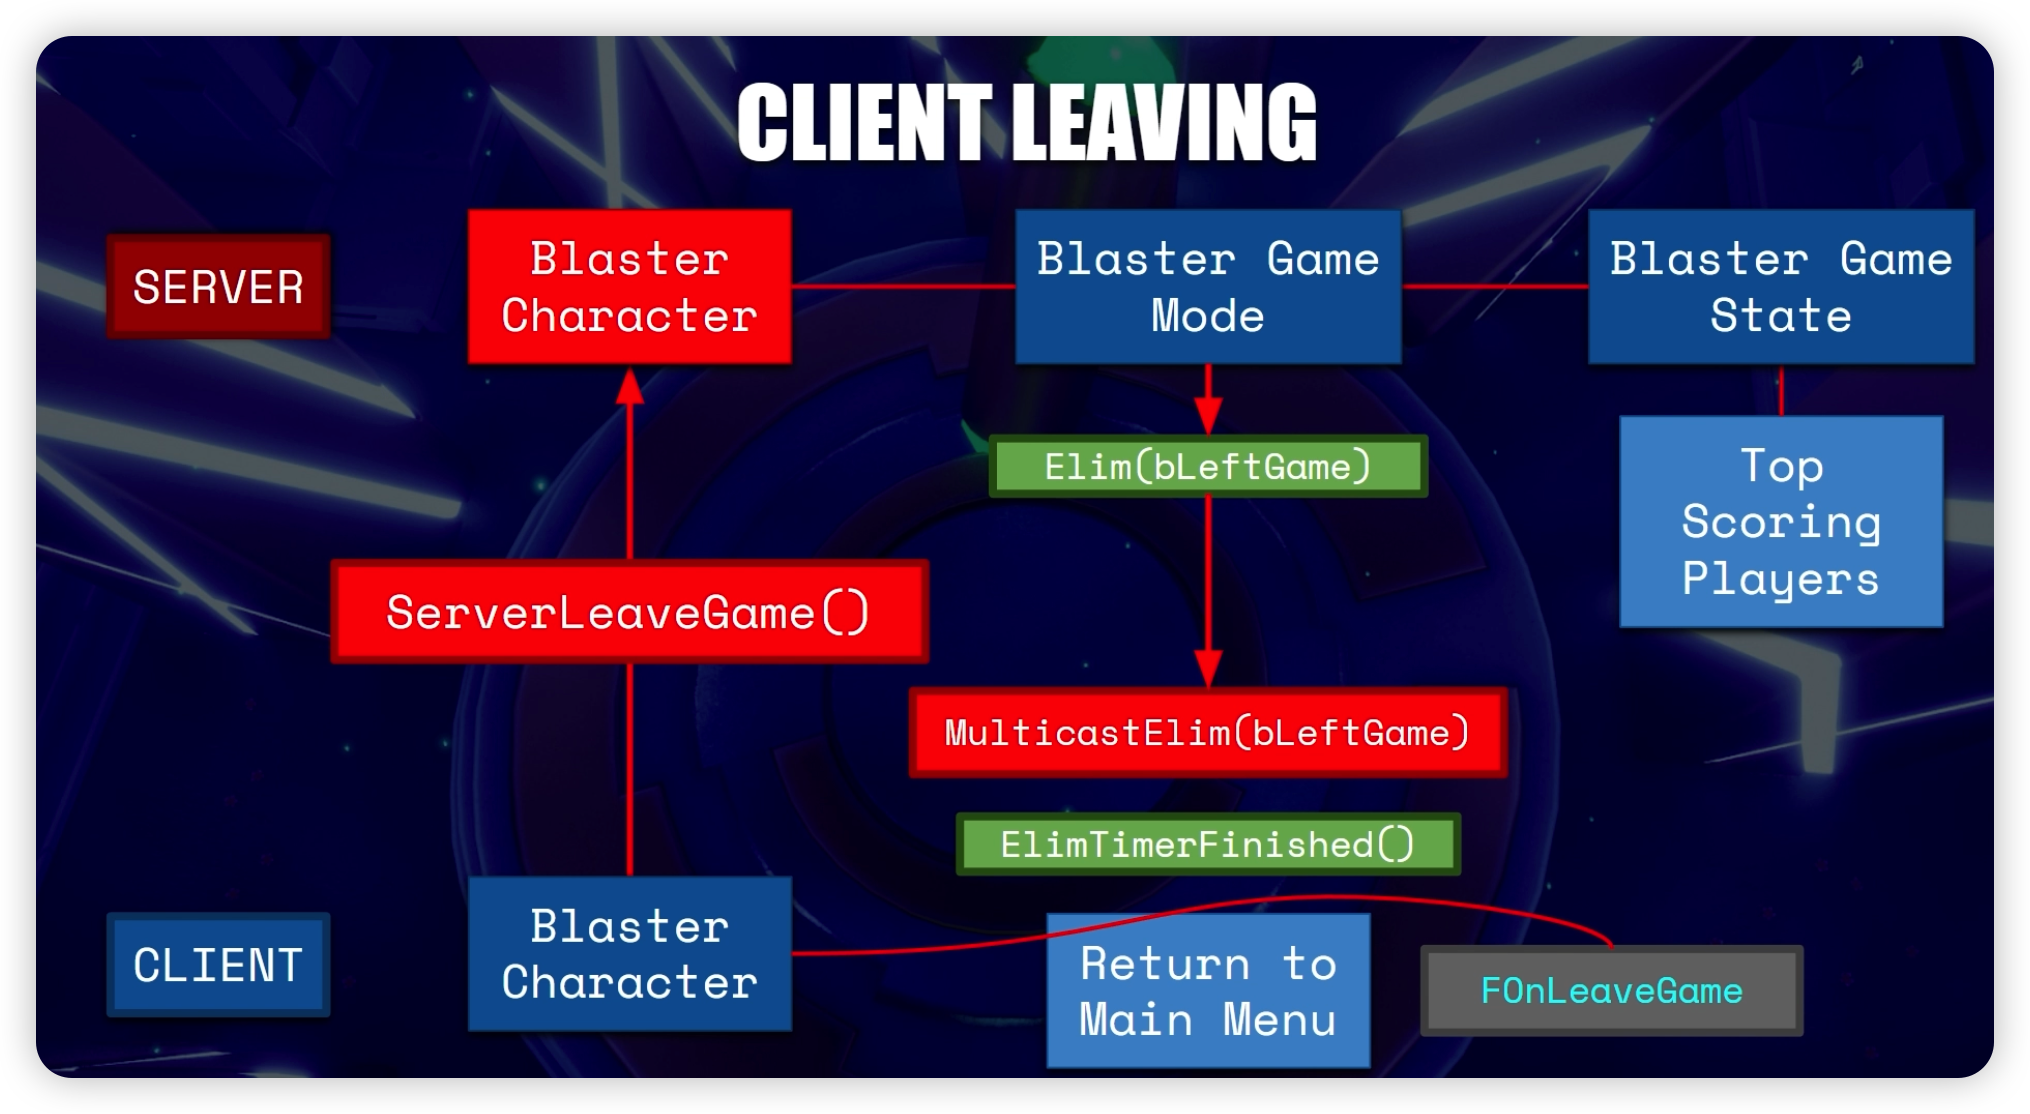 CLIENT LEAVING
SERVER
Blaster
Character
Blaster Game
Mode
Blaster Game
State
Elim(bLeftGame)
Top
Scoring
Players
ServerLeaveGame()
MulticastElim(bLeftGame)
ElimTimerFinished()
CLIENT
Blaster
Character
Return to
Main Menu
FOnLeaveGame